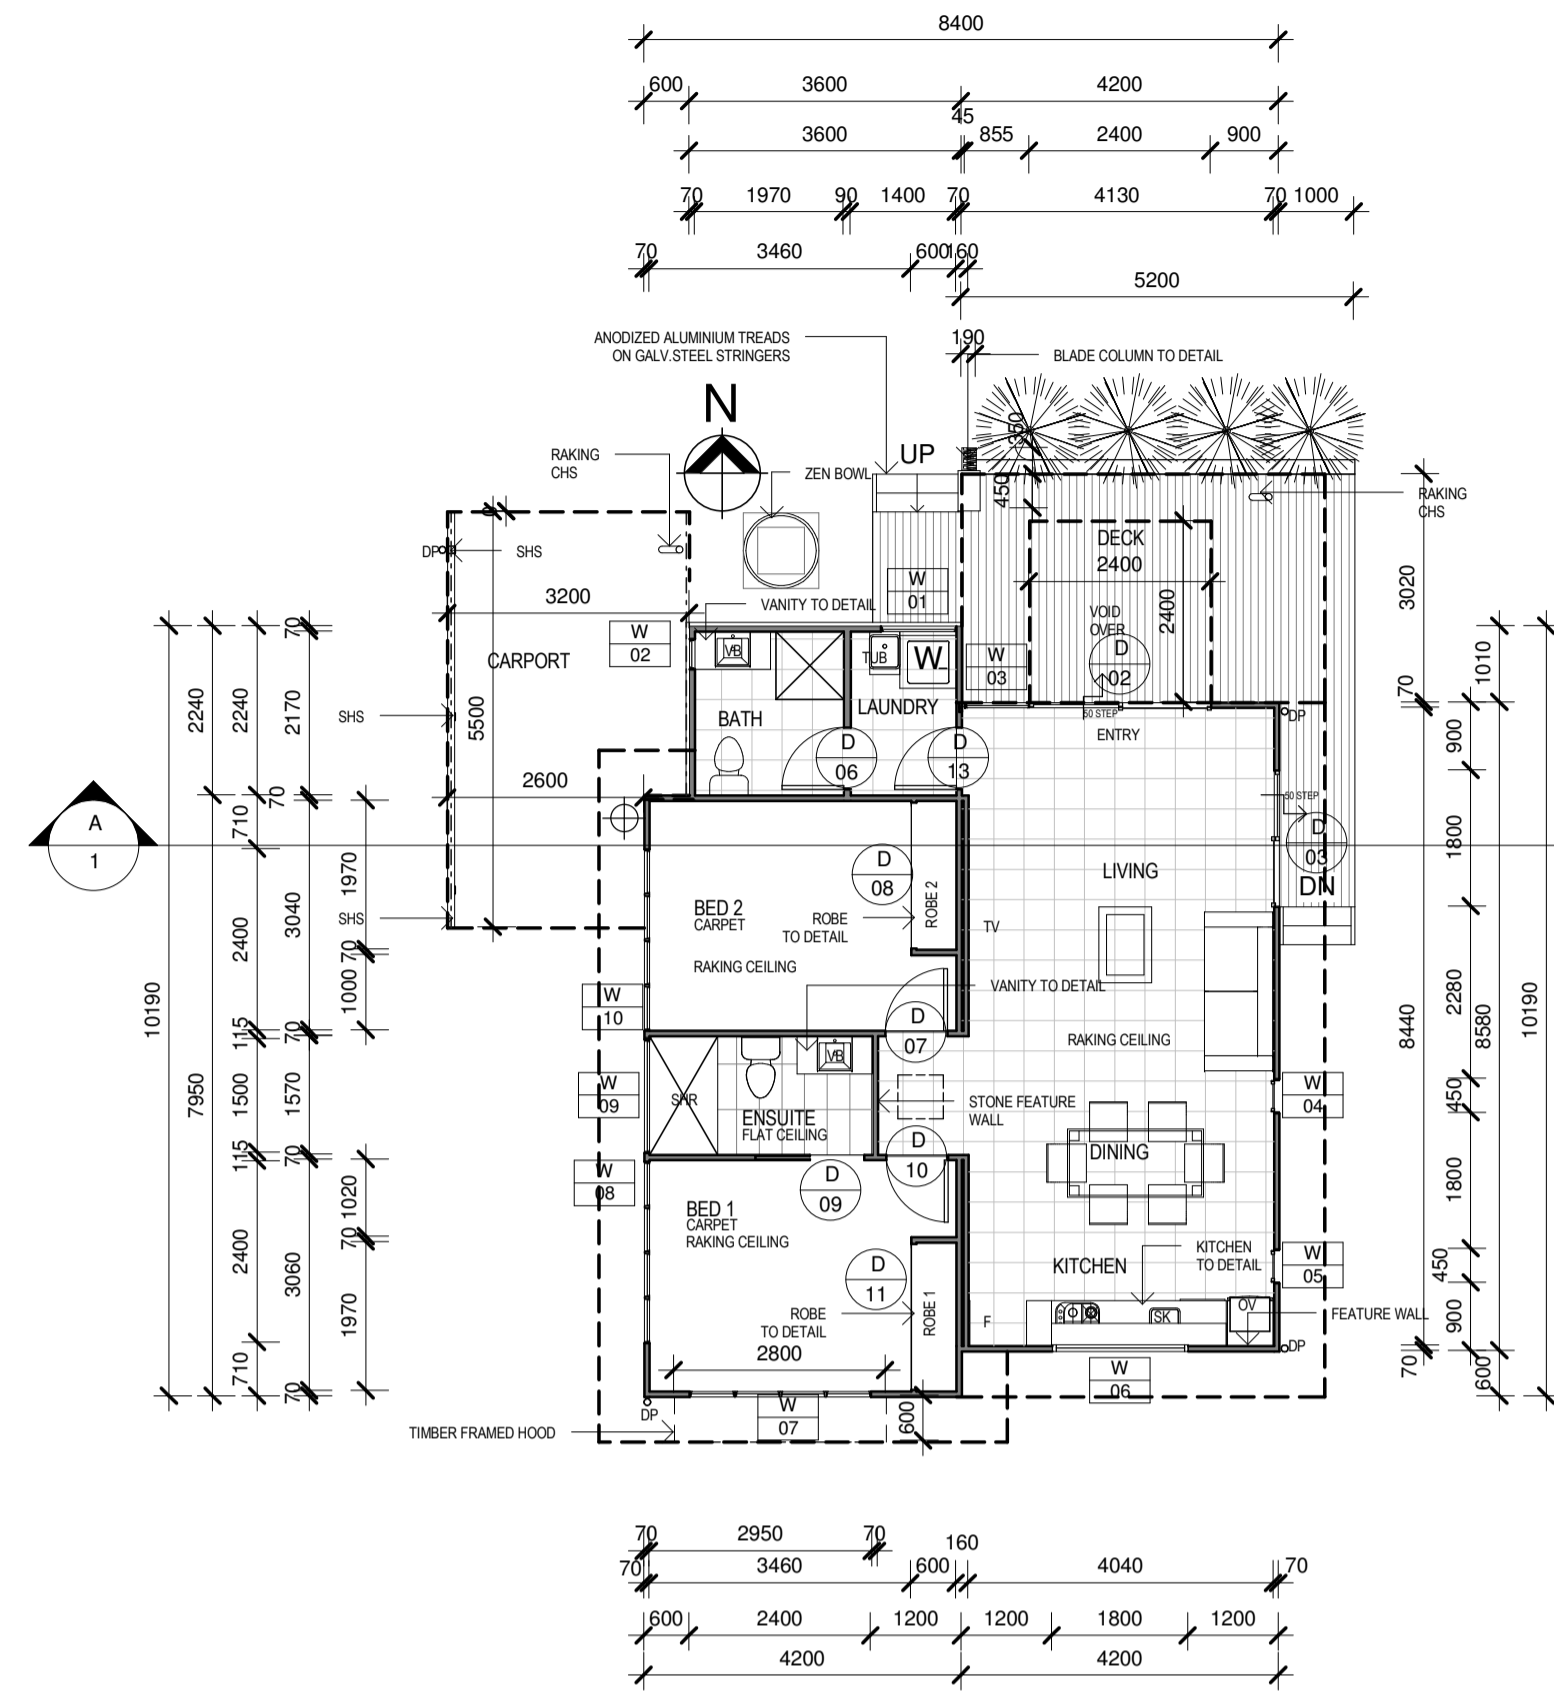 8400
600 3600 4200
45
3600 855 2400 900
70 1970 90 1400 70 4130 70 1000
70 3460 600 160
5200
190
ANODIZED ALUMINIUM TREADS
ON GALV.STEEL STRINGERS
BLADE COLUMN TO DETAIL
N
350
UP
RAKING
CHS
ZEN BOWL
450
RAKING
CHS
DP
SHS
DECK
2400
W
01
3200
VANITY TO DETAIL
VOID
OVER
2400
3020
W
02
CARPORT
VB
TUB
W
W
03
D
02
1010
70
70
2240
2240
2170
SHS
5500
BATH
LAUNDRY
50 STEP
ENTRY
DP
900
D
06
D
13
2600
70
710
50 STEP
A
1
D
03
1800
DN
1970
D
08
LIVING
BED 2
CARPET
ROBE
TO DETAIL
ROBE 2
TV
SHS
3040
2400
RAKING CEILING
70
1000
W
10
VANITY TO DETAIL
2280
8580
8440
10190
10190
D
07
RAKING CEILING
115
70
VB
7950
1500
1570
W
09
SHR
ENSUITE
FLAT CEILING
STONE FEATURE
WALL
W
04
450
D
10
DINING
115
70
W
08
D
09
1020
1800
BED 1
CARPET
RAKING CEILING
70
2400
3060
D
11
KITCHEN
KITCHEN
TO DETAIL
W
05
450
1970
ROBE
TO DETAIL
ROBE 1
F
SK
OV
FEATURE WALL
900
2800
DP
70
710
70
W
06
600
DP
W
07
600
TIMBER FRAMED HOOD
70 2950 70 160
70 3460 600 4040 70
600 2400 1200 1200 1800 1200
4200 4200